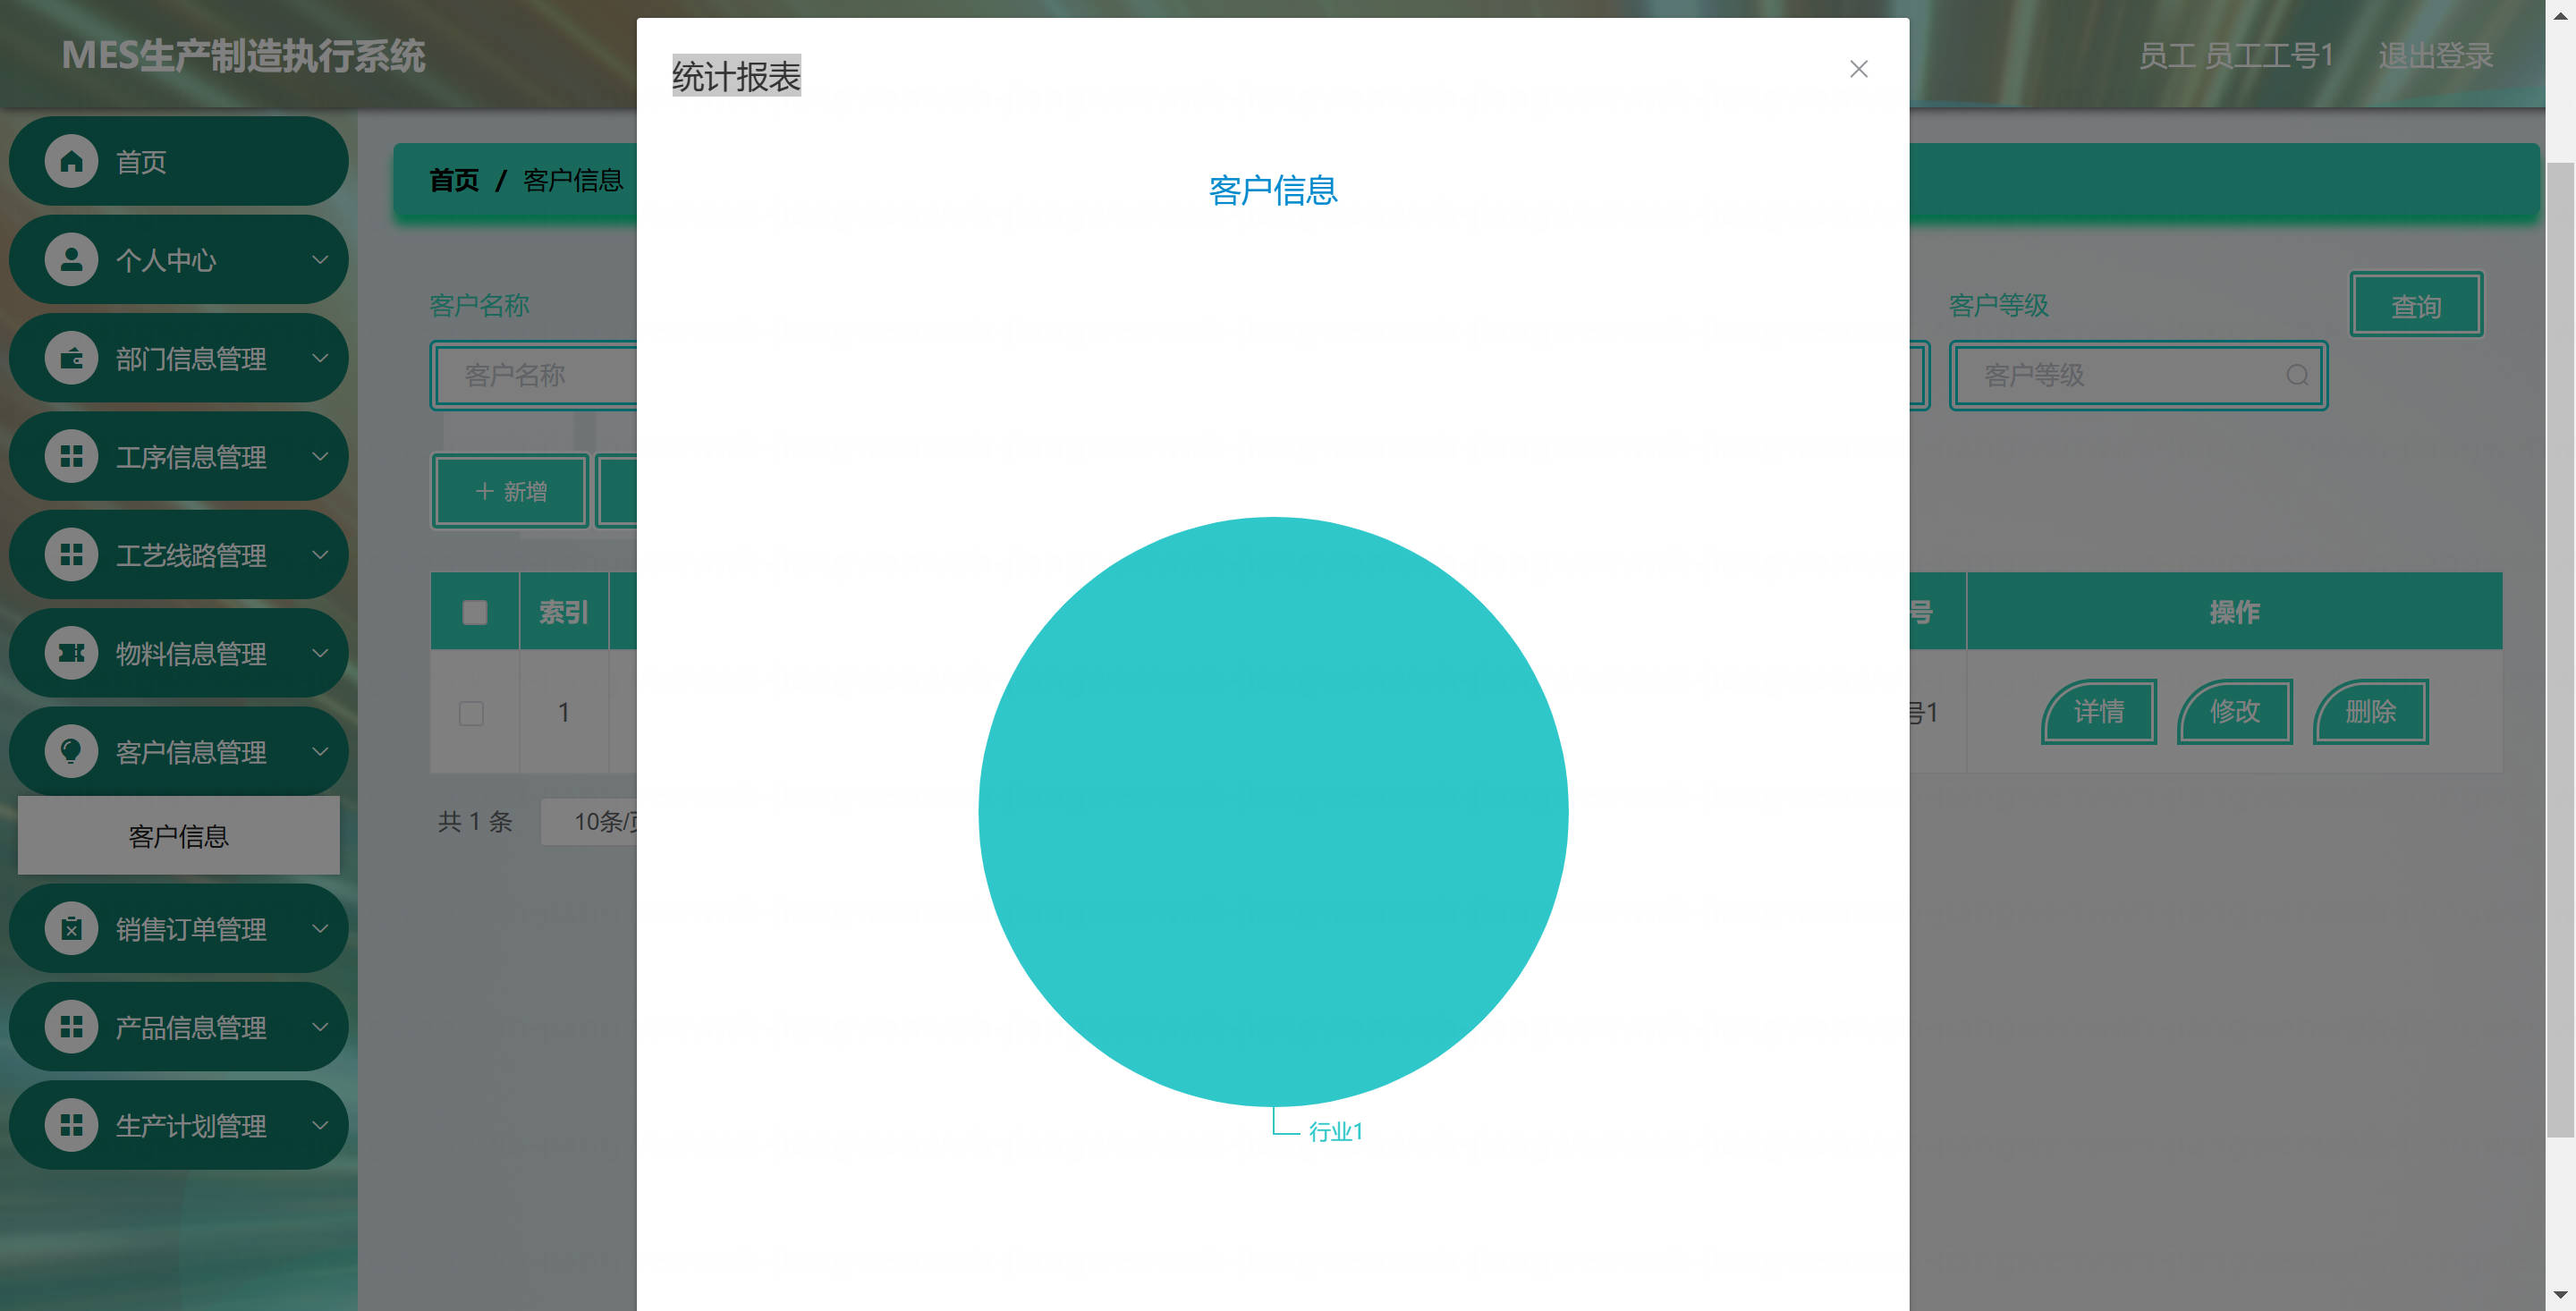 MES生产制造执行系统
员工 员工工号1 退出登录
首页
个人中心
部门信息管理
工序信息管理
工艺线路管理
物料信息管理
客户信息管理
客户信息
销售订单管理
产品信息管理
生产计划管理
首页 / 客户信息
客户名称
客户名称
新增
索引
1
共 1 条
10条/
统计报表
客户信息
行业1
客户等级
客户等级
查询
号
操作
号1
详情
修改
删除